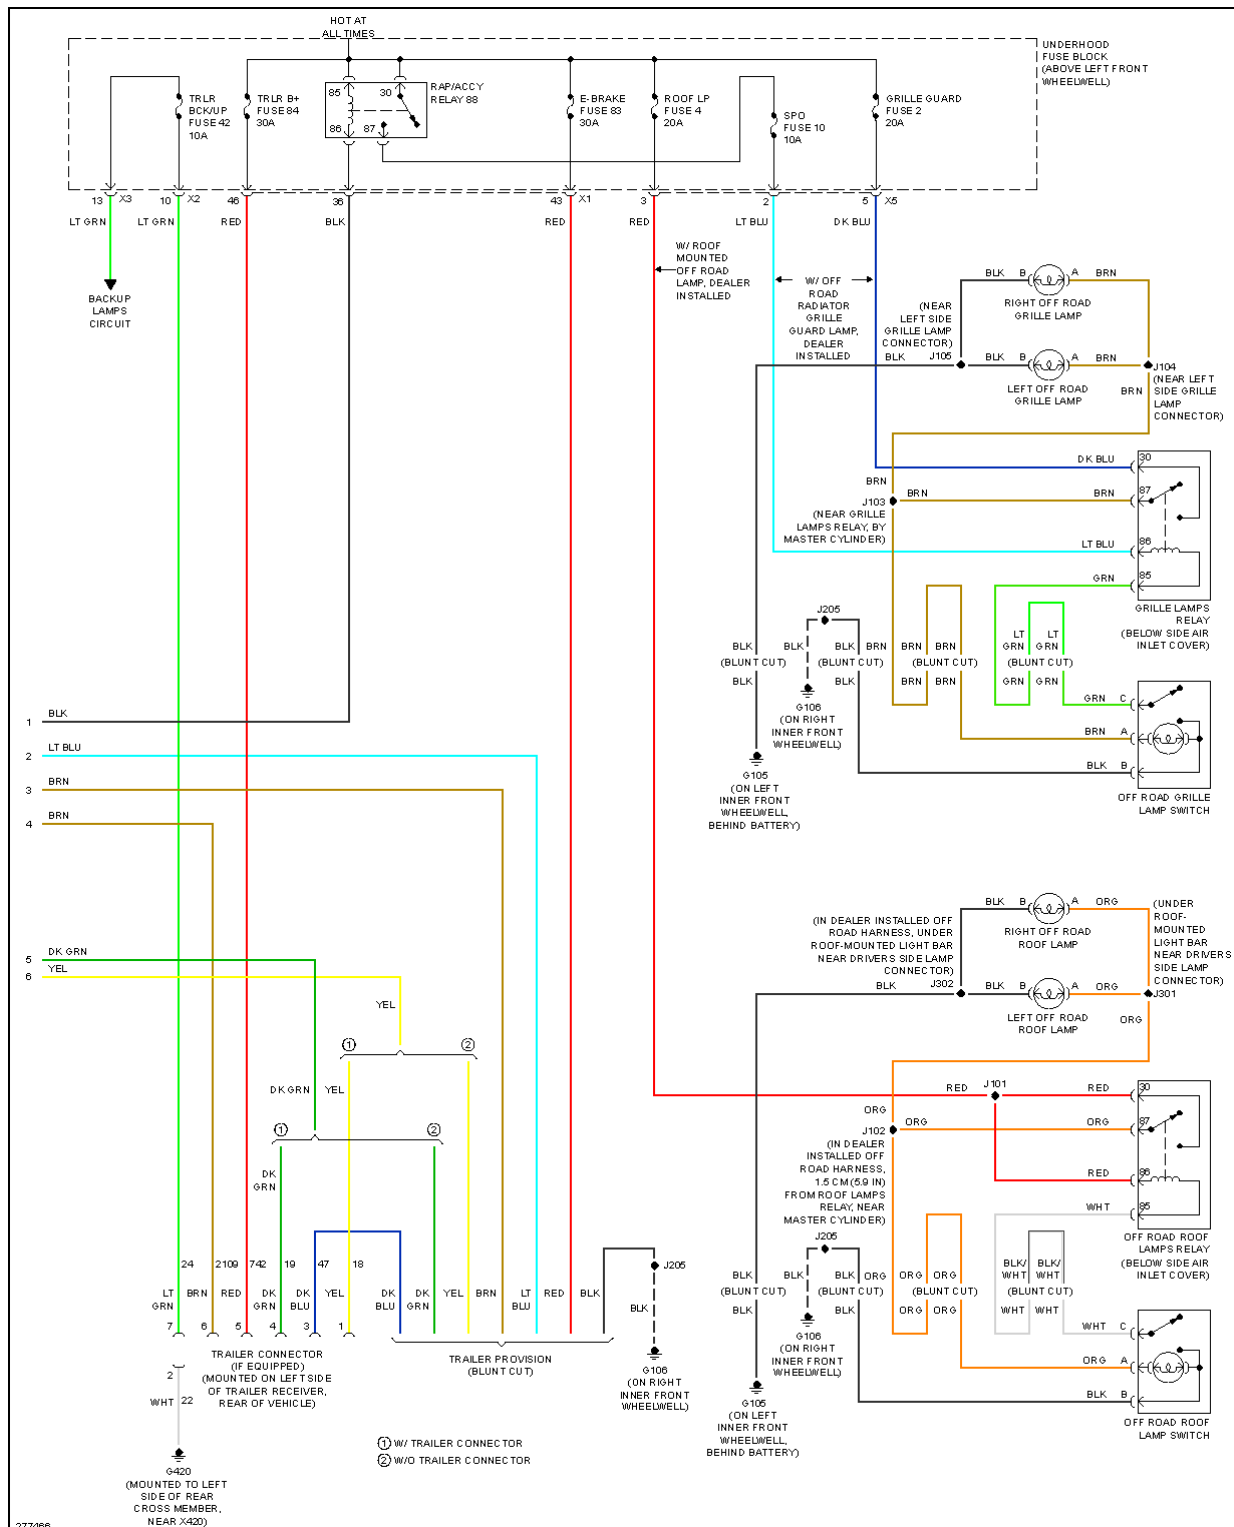 HOT AT
ALL TIMES
UNDERHOOD
FUSE BLOCK
(ABOVE LEFT FRONT
WHEELWELL)
TRLR
BCK/UP
FUSE 42
10A
TRLR B+
FUSE 84
30A
85
30
86
87
RAP/ACCY
RELAY 88
E-BRAKE
FUSE 83
30A
ROOF LP
FUSE 4
20A
SPO
FUSE 10
10A
GRILLE GUARD
FUSE 2
20A
13 X3 10 X2 46 36 43 X1 3 2 5 X5
LT GRN LT GRN RED BLK RED RED LT BLU DK BLU
BACKUP
LAMPS
CIRCUIT
W/ ROOF
MOUNTED
OFF ROAD
LAMP, DEALER
INSTALLED
W/ OFF
ROAD
RADIATOR
GRILLE
GUARD LAMP,
DEALER
INSTALLED
(NEAR
LEFT SIDE
GRILLE LAMP
CONNECTOR)
BLK J105
BLK B A BRN
RIGHT OFF ROAD
GRILLE LAMP
BLK B A BRN
LEFT OFF ROAD
GRILLE LAMP
J104
(NEAR LEFT
SIDE GRILLE
LAMP
CONNECTOR)
BRN
DK BLU 30
BRN
BRN BRN 87
J103
(NEAR GRILLE
LAMPS RELAY, BY
MASTER CYLINDER)
LT BLU 86
GRN 85
GRILLE LAMPS
RELAY
(BELOW SIDE AIR
INLET COVER)
J205
BLK BLK BLK BRN BRN BRN LT GRN LT GRN
(BLUNT CUT) (BLUNT CUT) (BLUNT CUT) (BLUNT CUT)
BLK BLK BRN BRN GRN GRN
G106
(ON RIGHT
INNER FRONT
WHEELWELL)
G105
(ON LEFT
INNER FRONT
WHEELWELL,
BEHIND BATTERY)
GRN C
BRN A
BLK B
OFF ROAD GRILLE
LAMP SWITCH
1 BLK
2 LT BLU
3 BRN
4 BRN
5 DK GRN
6 YEL
(IN DEALER INSTALLED OFF
ROAD HARNESS, UNDER
ROOF-MOUNTED LIGHT BAR
NEAR DRIVERS SIDE LAMP
CONNECTOR)
BLK J302
BLK B A ORG
RIGHT OFF ROAD
ROOF LAMP
BLK B A ORG
LEFT OFF ROAD
ROOF LAMP
(UNDER
ROOF-
MOUNTED
LIGHT BAR
NEAR DRIVERS
SIDE LAMP
CONNECTOR)
J301
ORG
YEL
1 2
DK GRN YEL
1 2
DK
GRN
RED J101 RED 30
ORG
ORG ORG 87
J102
(IN DEALER
INSTALLED OFF
ROAD HARNESS,
1.5 CM (5.9 IN)
FROM ROOF LAMPS
RELAY, NEAR
MASTER CYLINDER)
RED 86
WHT 85
OFF ROAD ROOF
LAMPS RELAY
(BELOW SIDE AIR
INLET COVER)
J205
BLK BLK BLK ORG ORG ORG BLK/WHT BLK/WHT
(BLUNT CUT) (BLUNT CUT) (BLUNT CUT) (BLUNT CUT)
BLK BLK ORG ORG WHT WHT
G106
(ON RIGHT
INNER FRONT
WHEELWELL)
G105
(ON LEFT
INNER FRONT
WHEELWELL,
BEHIND BATTERY)
WHT C
ORG A
BLK B
OFF ROAD ROOF
LAMP SWITCH
24 2109 742 19 47 18
LT GRN BRN RED DK GRN DK BLU YEL DK BLU DK GRN YEL BRN LT BLU RED BLK
7 6 5 4 3 1
TRAILER CONNECTOR
(IF EQUIPPED)
(MOUNTED ON LEFT SIDE
OF TRAILER RECEIVER,
REAR OF VEHICLE)
TRAILER PROVISION
(BLUNT CUT)
J205
BLK
G106
(ON RIGHT
INNER FRONT
WHEELWELL)
2
WHT 22
G420
(MOUNTED TO LEFT
SIDE OF REAR
CROSS MEMBER,
NEAR X420)
1 W/ TRAILER CONNECTOR
2 W/O TRAILER CONNECTOR
277466